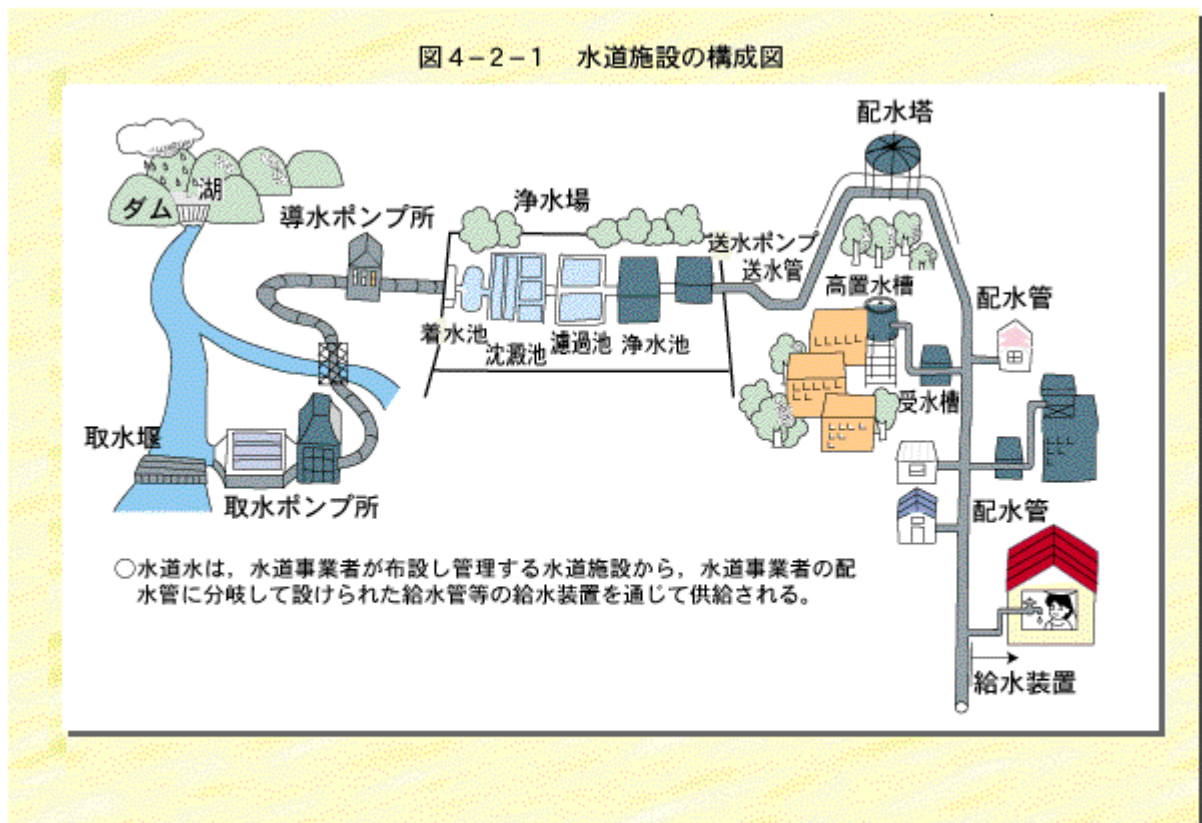 図4-2-1 水道施設の構成図
配水塔
湖
ダム
導水ポンプ所
浄水場
送水ポンプ
送水管
高置水槽
配水管
着水池
沈澱池
濾過池
浄水池
受水槽
取水堰
取水ポンプ所
配水管
○水道水は，水道事業者が布設し管理する水道施設から，水道事業者の配
水管に分岐して設けられた給水管等の給水装置を通じて供給される。
給水装置